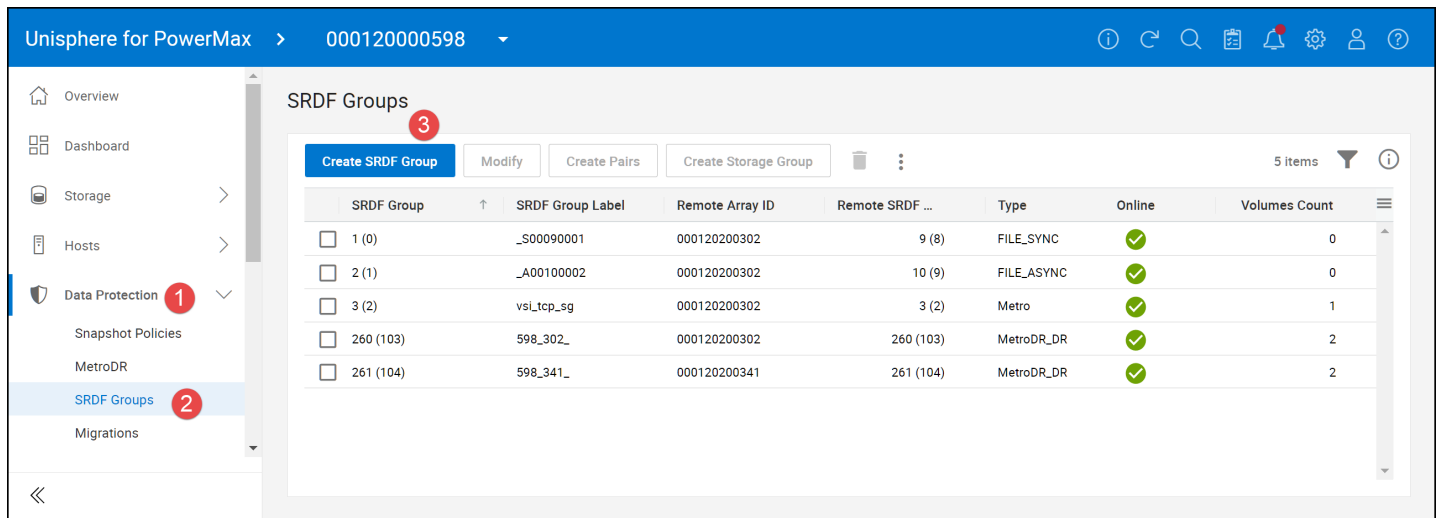 Unisphere for PowerMax > 000120000598
Overview
Dashboard
Storage
Hosts
Data Protection 1
Snapshot Policies
MetroDR
SRDF Groups 2
Migrations
SRDF Groups
3
Create SRDF Group Modify Create Pairs Create Storage Group 5 items
SRDF Group SRDF Group Label Remote Array ID Remote SRDF ... Type Online Volumes Count
1 (0) _S00090001 000120200302 9 (8) FILE_SYNC 0
2 (1) _A00100002 000120200302 10 (9) FILE_ASYNC 0
3 (2) vsi_tcp_sg 000120200302 3 (2) Metro 1
260 (103) 598_302_ 000120200302 260 (103) MetroDR_DR 2
261 (104) 598_341_ 000120200341 261 (104) MetroDR_DR 2